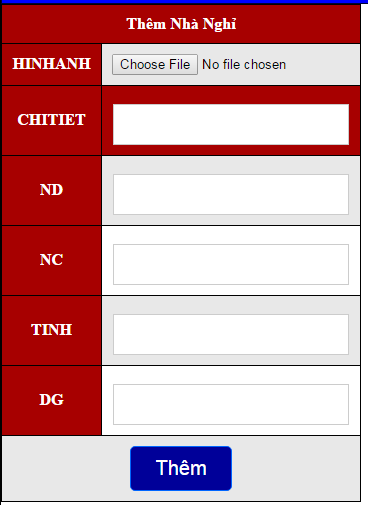 Thêm Nhà Nghỉ
HINHANH Choose File No file chosen
CHITIET
ND
NC
TINH
DG
Thêm